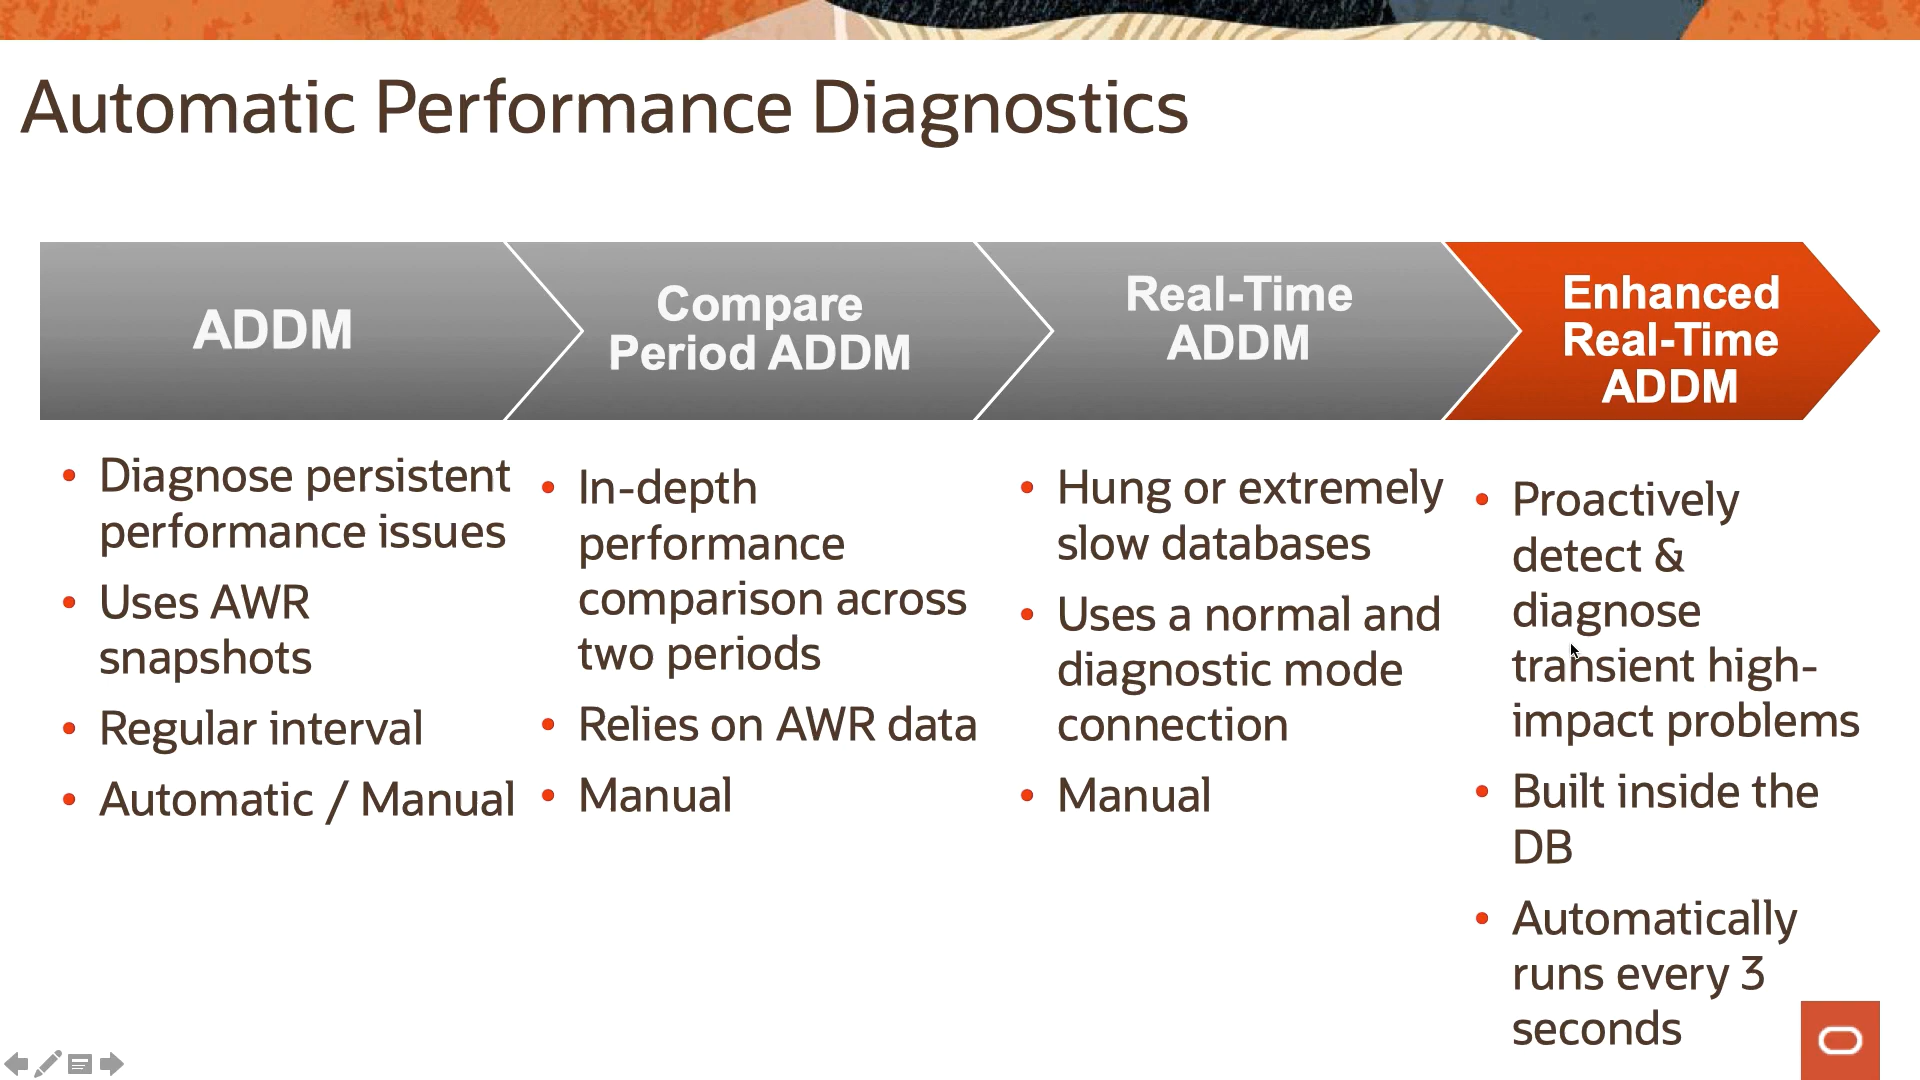 Automatic Performance Diagnostics
ADDM
Compare
Period ADDM
Real-Time
ADDM
Enhanced
Real-Time
ADDM
• Diagnose persistent
performance issues
• Uses AWR
snapshots
• Regular interval
• Automatic / Manual
• In-depth
performance
comparison across
two periods
• Relies on AWR data
• Manual
• Hung or extremely
slow databases
• Uses a normal and
diagnostic mode
connection
• Manual
• Proactively
detect &
diagnose
transient high-
impact problems
• Built inside the
DB
• Automatically
runs every 3
seconds